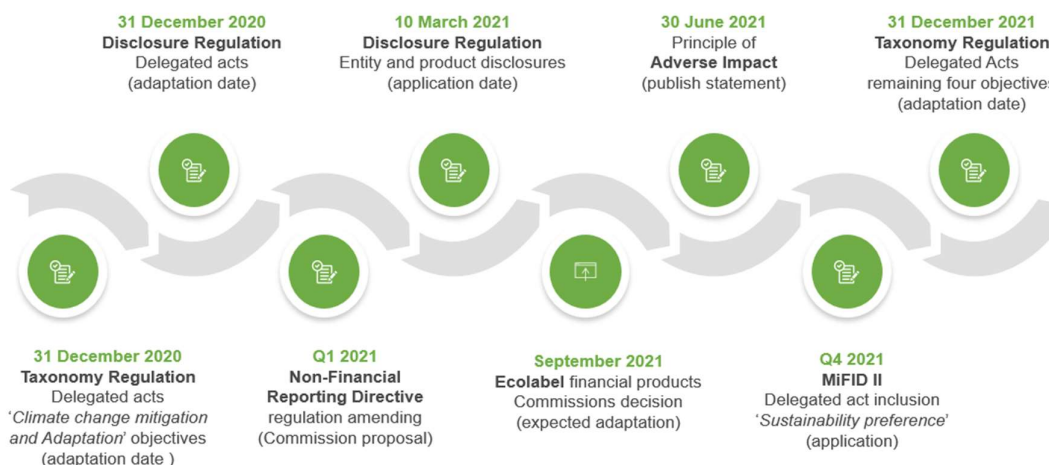 31 December 2020
Disclosure Regulation
Delegated acts
(adaptation date)
10 March 2021
Disclosure Regulation
Entity and product disclosures
(application date)
30 June 2021
Principle of
Adverse Impact
(publish statement)
31 December 2021
Taxonomy Regulation
Delegated Acts
remaining four objectives
(adaptation date)
31 December 2020
Taxonomy Regulation
Delegated acts
‘Climate change mitigation
and Adaptation’ objectives
(adaptation date )
Q1 2021
Non-Financial
Reporting Directive
regulation amending
(Commission proposal)
September 2021
Ecolabel financial products
Commissions decision
(expected adaptation)
Q4 2021
MiFID II
Delegated act inclusion
‘Sustainability preference’
(application)